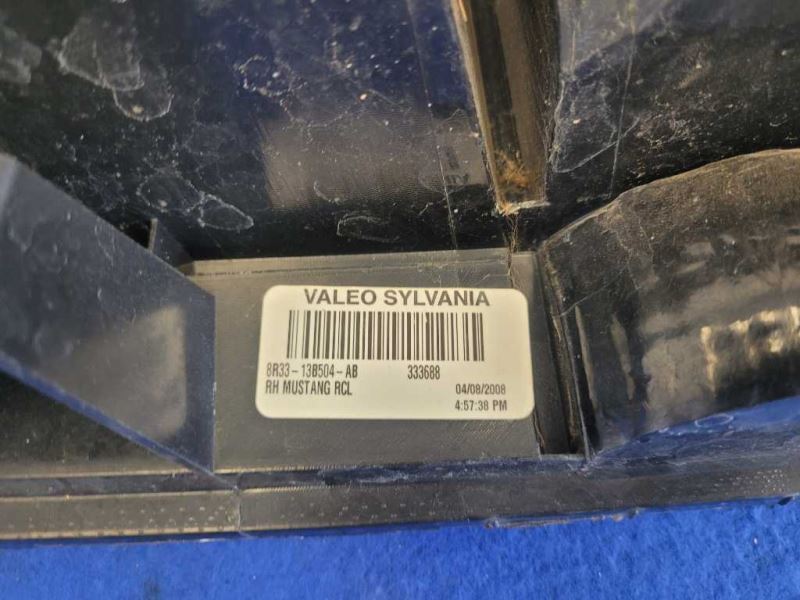 VALEO SYLVANIA
8R33-13B504-AB 333688
RH MUSTANG RCL 04/08/2008
4:57:38 PM